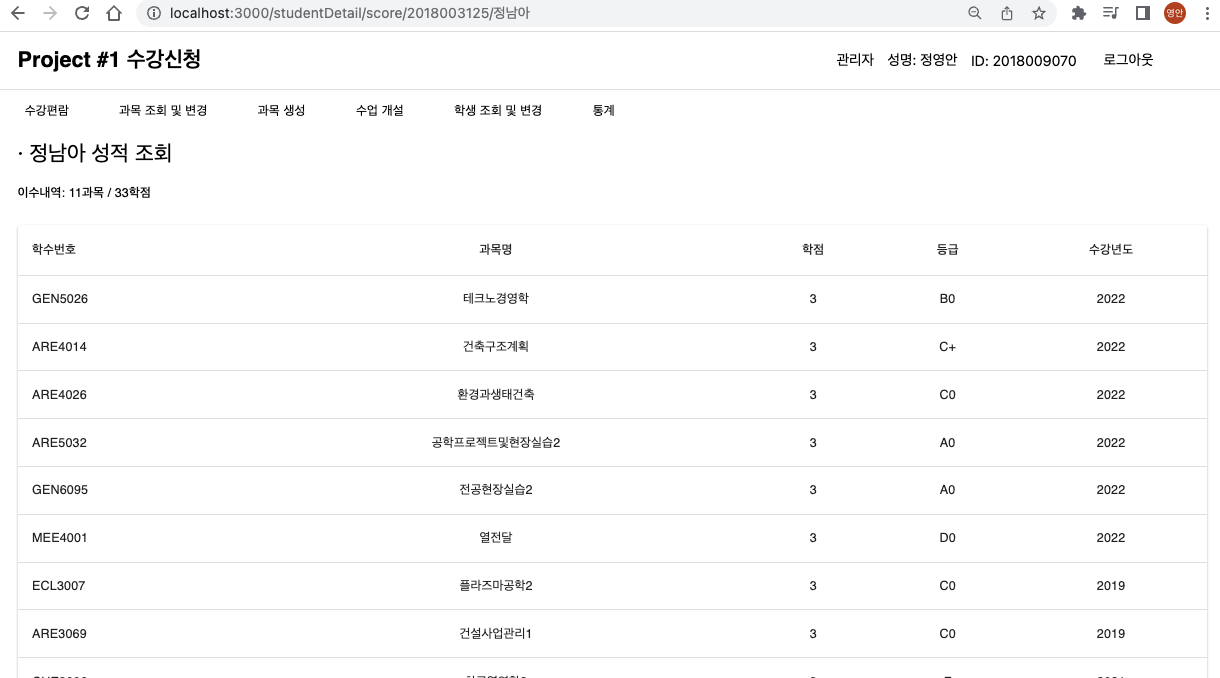 localhost:3000/studentDetail/score/2018003125/정남아
영안
Project #1 수강신청
관리자 성명: 정영안 ID: 2018009070 로그아웃
수강편람 과목 조회 및 변경 과목 생성 수업 개설 학생 조회 및 변경 통계
· 정남아 성적 조회
이수내역: 11과목 / 33학점
학수번호 과목명 학점 등급 수강년도
GEN5026 테크노경영학 3 B0 2022
ARE4014 건축구조계획 3 C+ 2022
ARE4026 환경과생태건축 3 C0 2022
ARE5032 공학프로젝트및현장실습2 3 A0 2022
GEN6095 전공현장실습2 3 A0 2022
MEE4001 열전달 3 D0 2022
ECL3007 플라즈마공학2 3 C0 2019
ARE3069 건설사업관리1 3 C0 2019